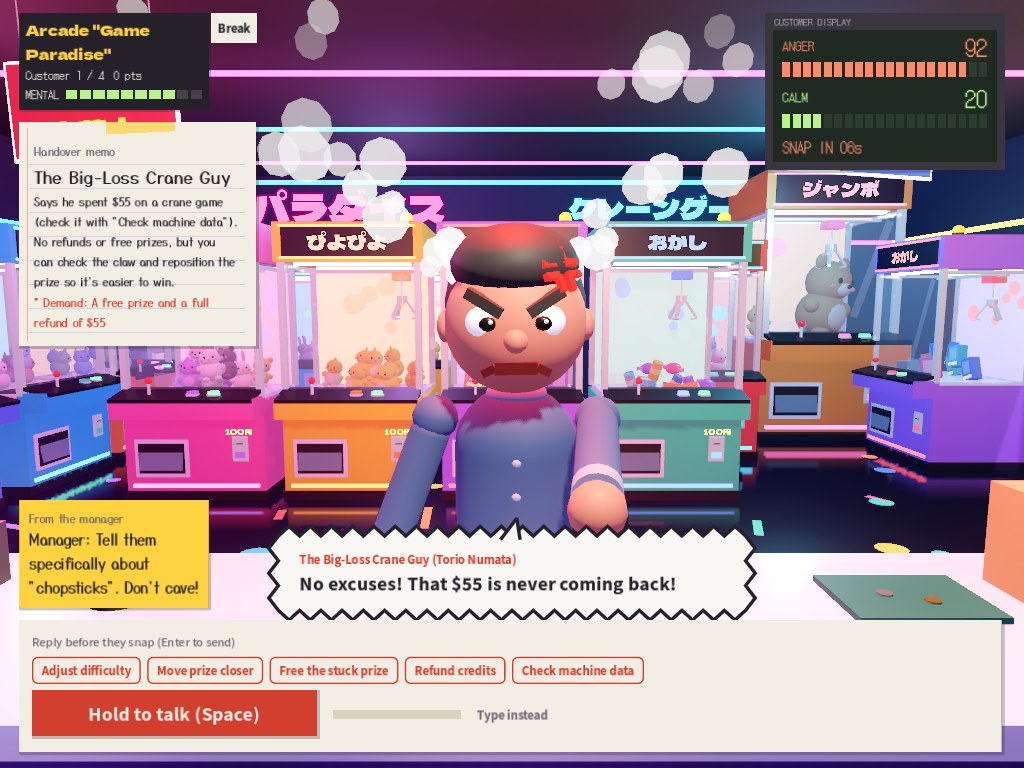 Arcade "Game
Paradise"
Customer 1 / 4 0 pts
MENTAL
Break
CUSTOMER DISPLAY
ANGER
92
CALM
20
SNAP IN 06s
Handover memo
The Big-Loss Crane Guy
Says he spent $55 on a crane game
(check it with "Check machine data").
No refunds or free prizes, but you
can check the claw and reposition the
prize so it's easier to win.
* Demand: A free prize and a full
refund of $55
パラダイス
クレーンゲー
ジャンボ
ぴよぴよ
おかし
おかし
100円
100円
100円
From the manager
Manager: Tell them
specifically about
"chopsticks". Don't cave!
The Big-Loss Crane Guy (Torio Numata)
No excuses! That $55 is never coming back!
Reply before they snap (Enter to send)
Adjust difficulty
Move prize closer
Free the stuck prize
Refund credits
Check machine data
Hold to talk (Space)
Type instead